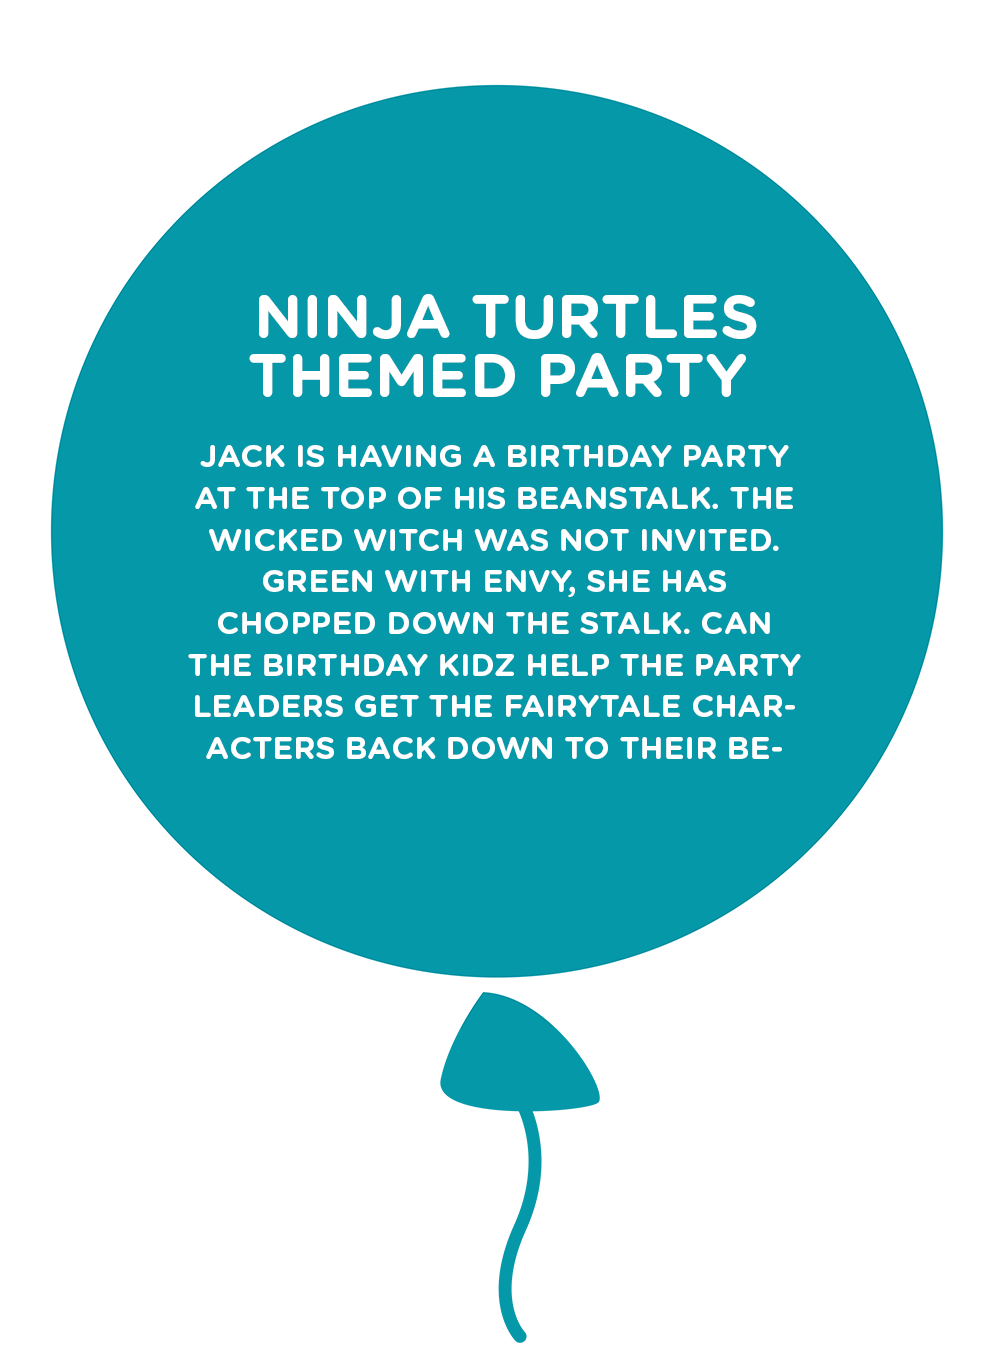 NINJA TURTLES
THEMED PARTY
JACK IS HAVING A BIRTHDAY PARTY
AT THE TOP OF HIS BEANSTALK. THE
WICKED WITCH WAS NOT INVITED.
GREEN WITH ENVY, SHE HAS
CHOPPED DOWN THE STALK. CAN
THE BIRTHDAY KIDZ HELP THE PARTY
LEADERS GET THE FAIRYTALE CHAR-
ACTERS BACK DOWN TO THEIR BE-